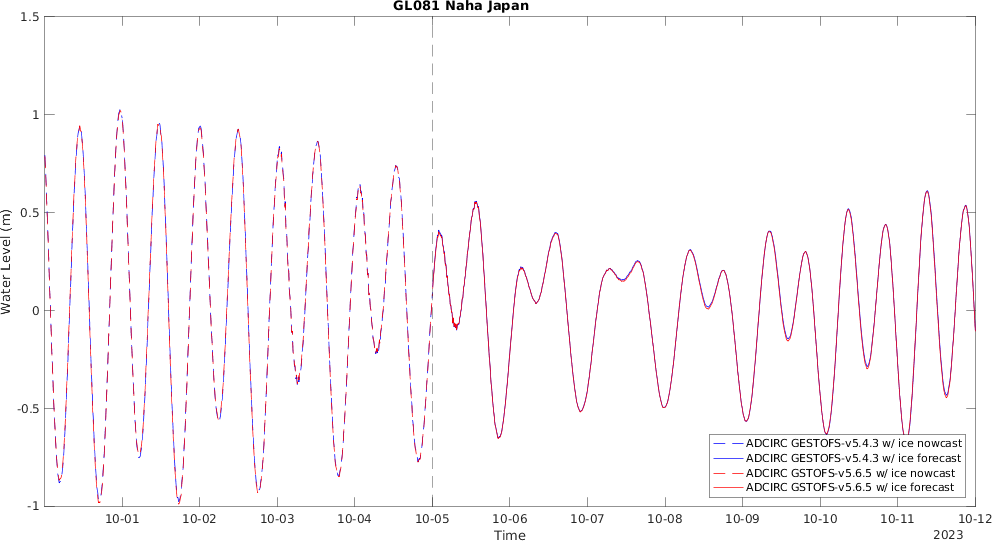 GL081 Naha Japan
1.5
1
0.5
0
-0.5
-1
Water Level (m)
10-01
10-02
10-03
10-04
10-05
10-06
10-07
10-08
10-09
10-10
10-11
10-12
Time
2023
ADCIRC GESTOFS-v5.4.3 w/ ice nowcast
ADCIRC GESTOFS-v5.4.3 w/ ice forecast
ADCIRC GSTOFS-v5.6.5 w/ ice nowcast
ADCIRC GSTOFS-v5.6.5 w/ ice forecast